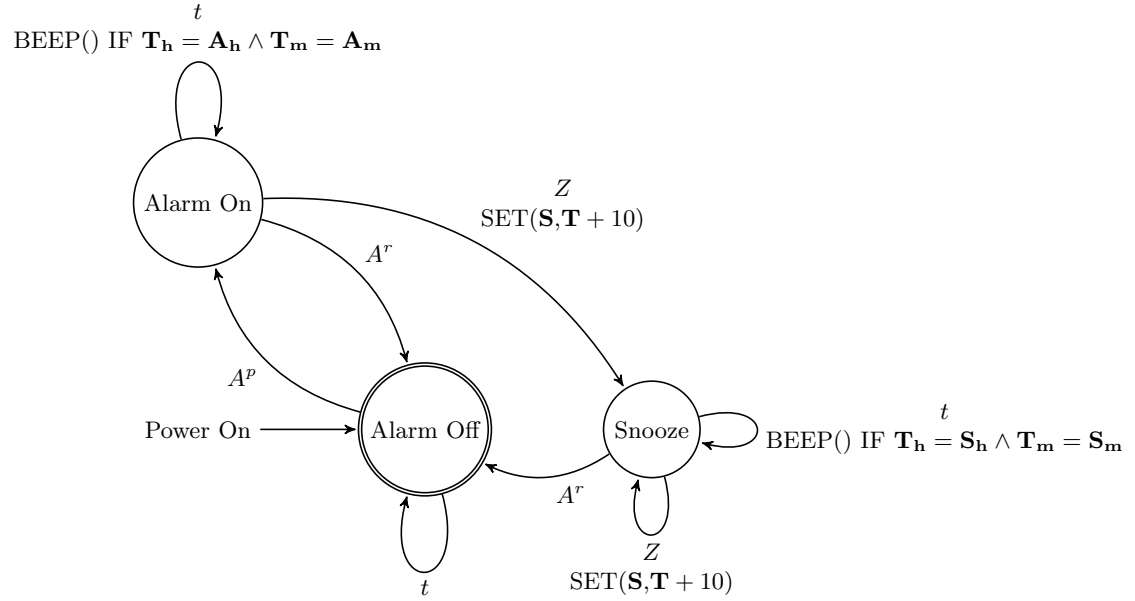 t
BEEP() IF T_h = A_h ∧ T_m = A_m
Alarm On
Z
SET(S,T + 10)
A^r
A^p
Power On
Alarm Off
Snooze
t
BEEP() IF T_h = S_h ∧ T_m = S_m
A^r
Z
SET(S,T + 10)
t